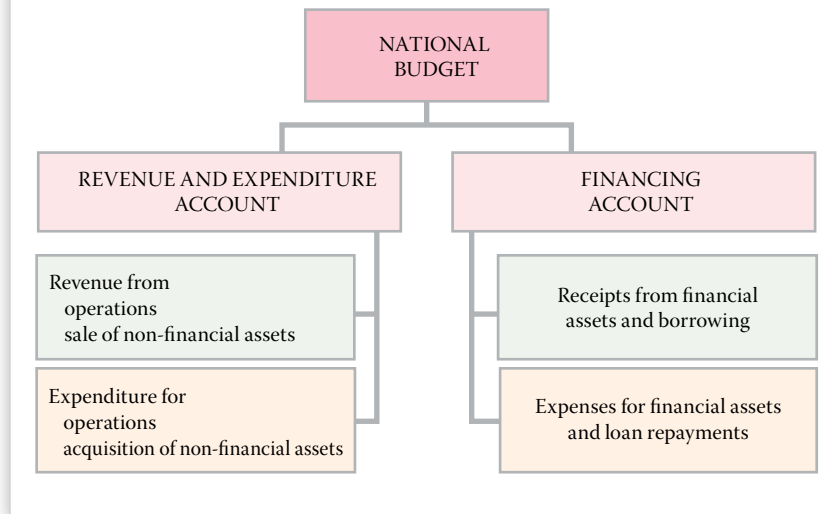 NATIONAL
BUDGET
REVENUE AND EXPENDITURE
ACCOUNT
FINANCING
ACCOUNT
Revenue from
operations
sale of non-financial assets
Expenditure for
operations
acquisition of non-financial assets
Receipts from financial
assets and borrowing
Expenses for financial assets
and loan repayments